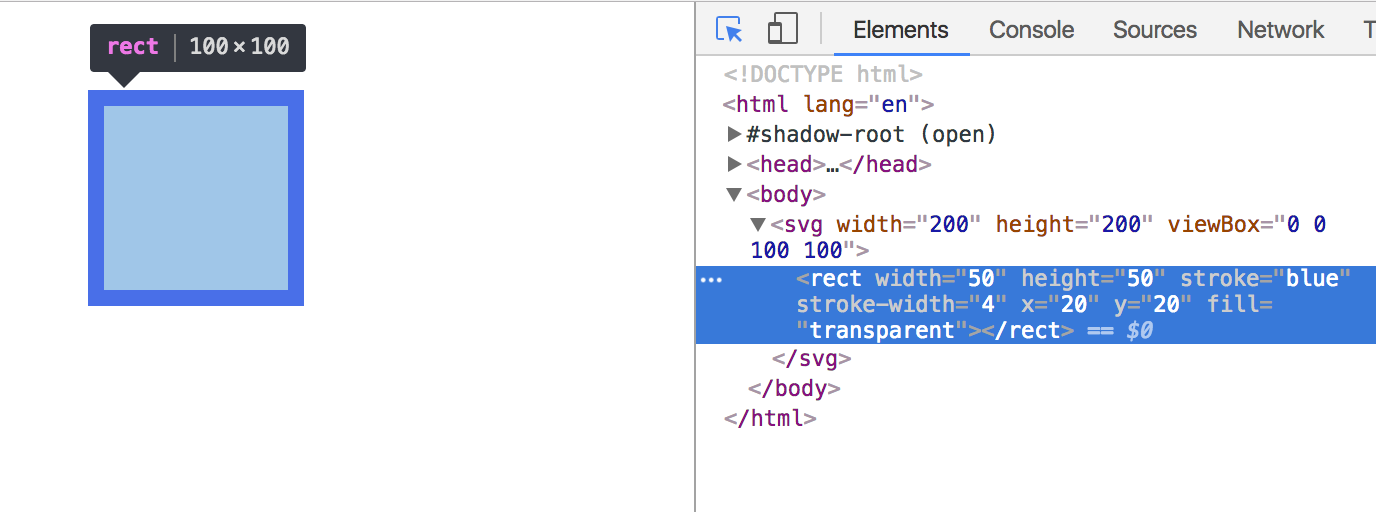 rect 100 × 100
Elements Console Sources Network T
<!DOCTYPE html>
<html lang="en">
▶#shadow-root (open)
▶<head>…</head>
▼<body>
▼<svg width="200" height="200" viewBox="0 0
100 100">
… <rect width="50" height="50" stroke="blue"
stroke-width="4" x="20" y="20" fill=
"transparent"></rect> == $0
</svg>
</body>
</html>